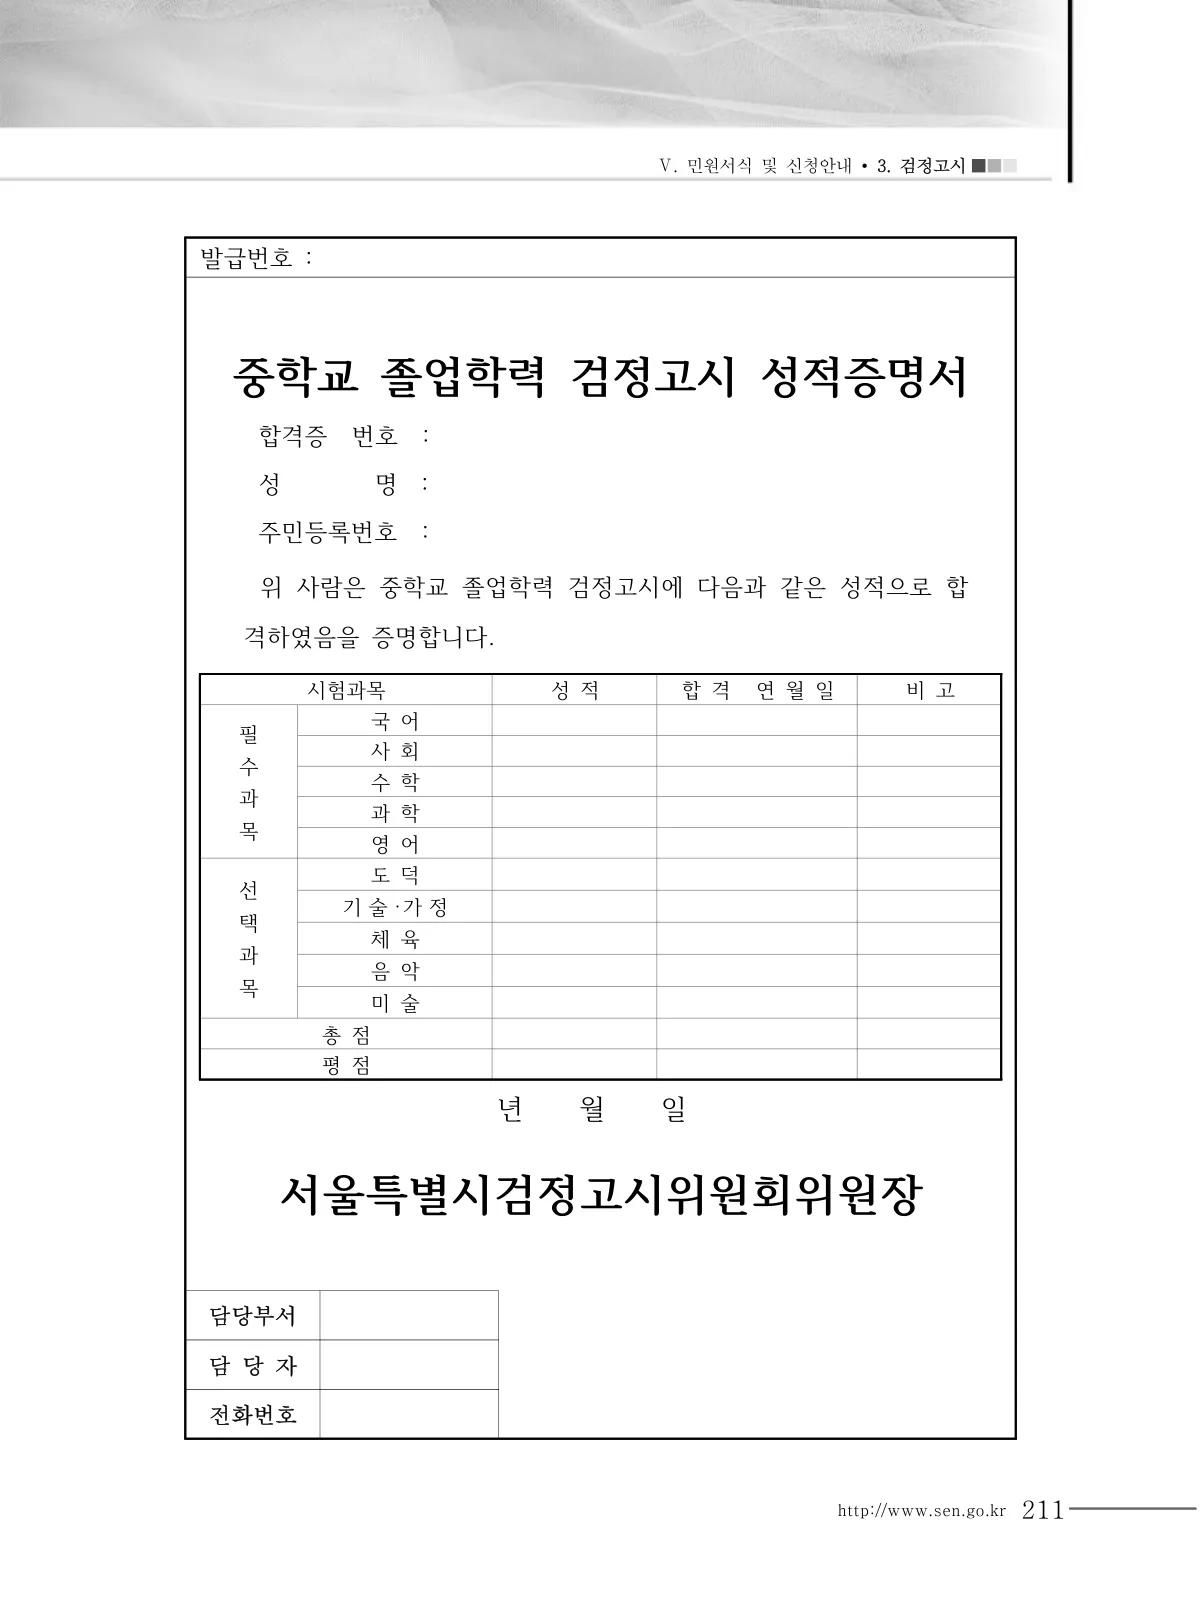 Ⅴ. 민원서식 및 신청안내 • 3. 검정고시
발급번호 :
중학교 졸업학력 검정고시 성적증명서
합격증 번호 :
성 명 :
주민등록번호 :
위 사람은 중학교 졸업학력 검정고시에 다음과 같은 성적으로 합
격하였음을 증명합니다.
시험과목 성 적 합 격 연 월 일 비 고
필수과목
국 어
사 회
수 학
과 학
영 어
선택과목
도 덕
기 술 ·가 정
체 육
음 악
미 술
총 점
평 점
년 월 일
서울특별시검정고시위원회위원장
담당부서
담 당 자
전화번호
http://www.sen.go.kr 211